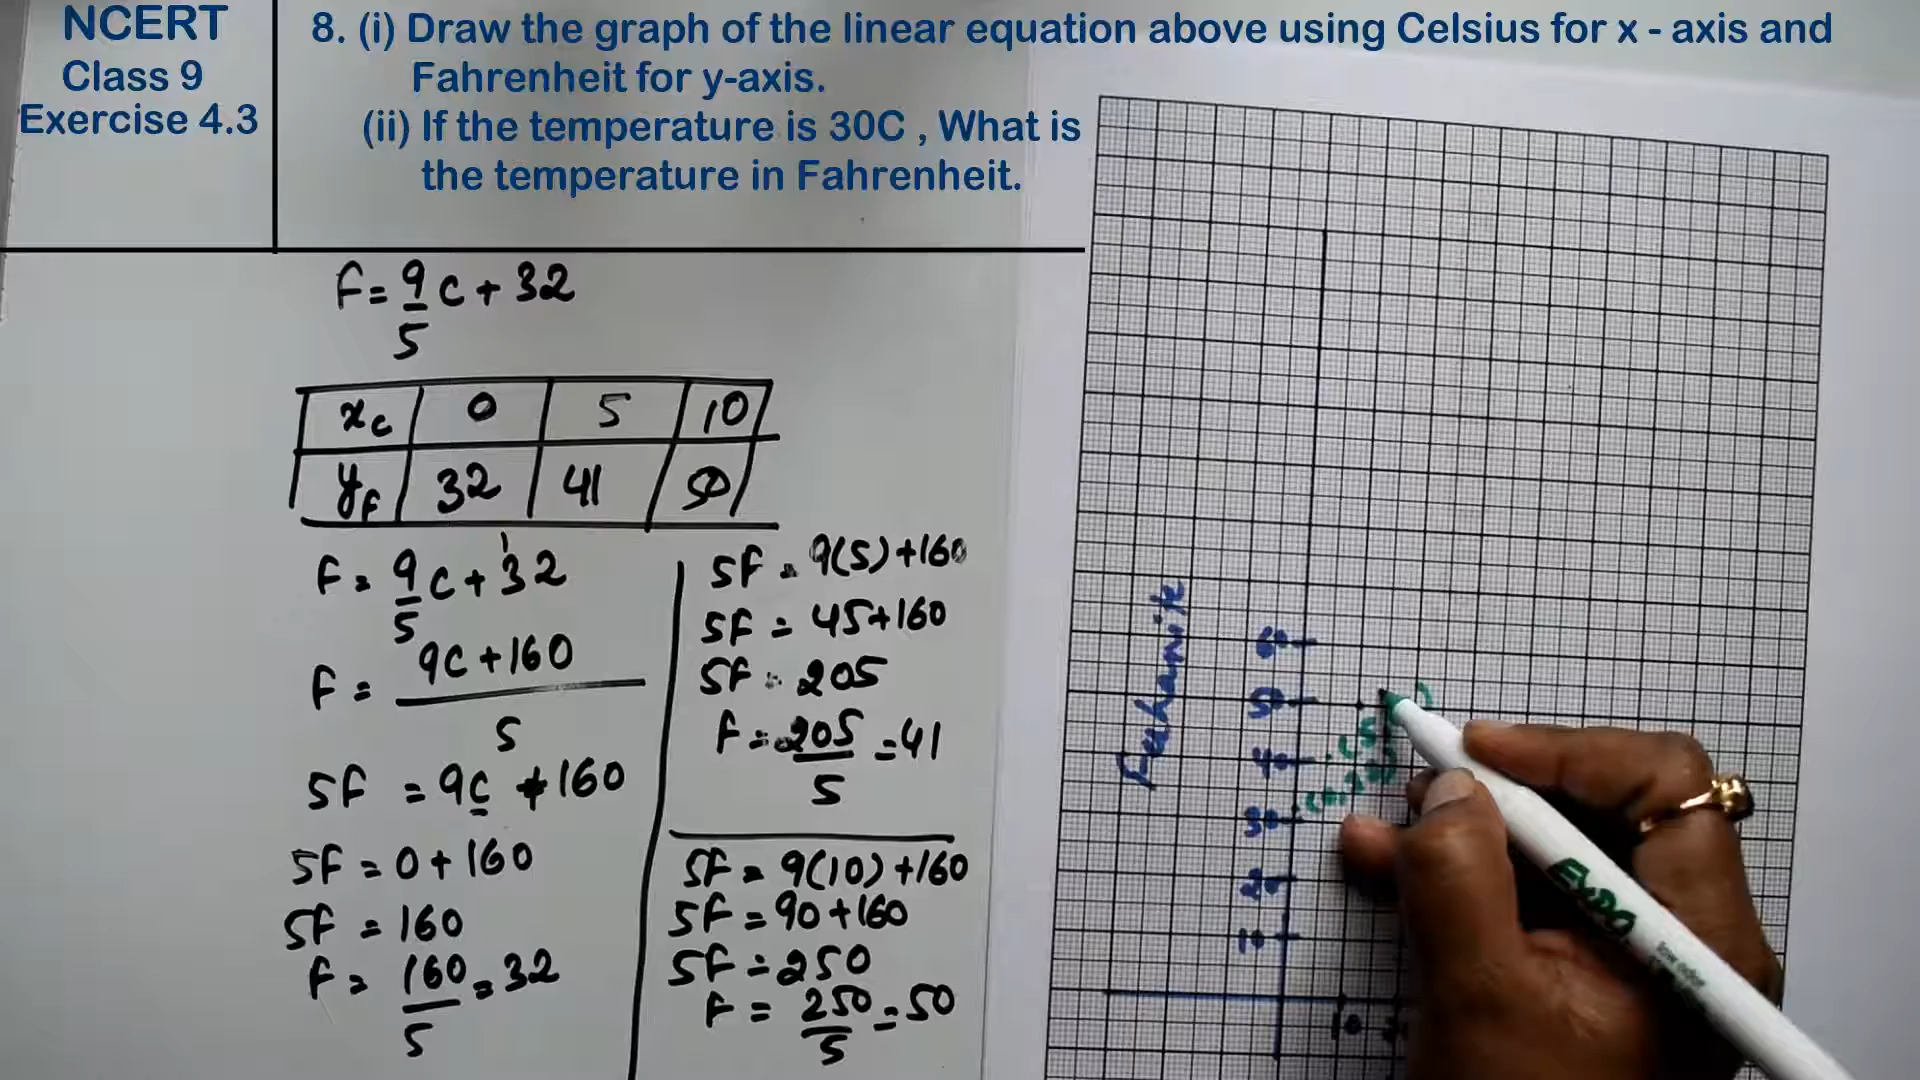 NCERT
Class 9
Exercise 4.3
8. (i) Draw the graph of the linear equation above using Celsius for x - axis and
Fahrenheit for y-axis.
(ii) If the temperature is 30C , What is
the temperature in Fahrenheit.
F = 9/5 C + 32
x C 0 5 10
y F 32 41 50
F = 9/5 C + 32
F = 9C + 160 / 5
5F = 9C + 160
5F = 0 + 160
5F = 160
F = 160/5 = 32
5F = 9(5) + 160
5F = 45 + 160
5F = 205
F = 205/5 = 41
5F = 9(10) + 160
5F = 90 + 160
5F = 250
F = 250/5 = 50
60
50
40
30
20
10
10
EXPO
low odor